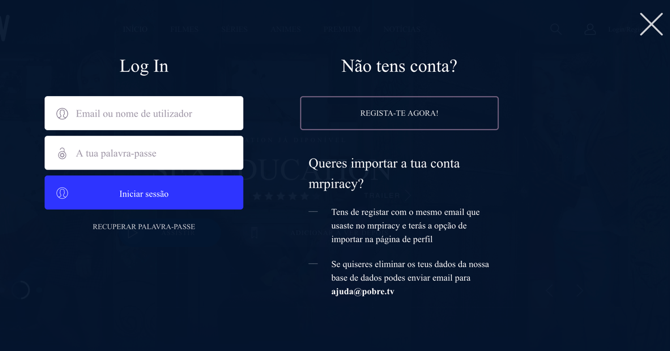 Log In
Email ou nome de utilizador
A tua palavra-passe
Iniciar sessão
RECUPERAR PALAVRA-PASSE
Não tens conta?
REGISTA-TE AGORA!
Queres importar a tua conta
mrpiracy?
Tens de registar com o mesmo email que
usaste no mrpiracy e terás a opção de
importar na página de perfil
Se quiseres eliminar os teus dados da nossa
base de dados podes enviar email para
ajuda@pobre.tv